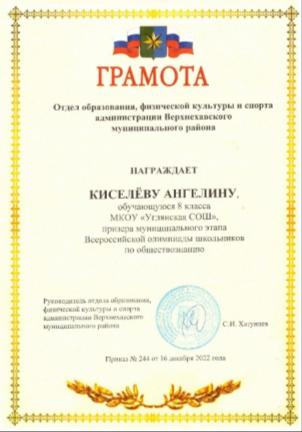 ГРАМОТА
Отдел образования, физической культуры и спорта
администрации Верхнехавского
муниципального района
НАГРАЖДАЕТ
КИСЕЛЁВУ АНГЕЛИНУ,
обучающуюся 8 класса
МКОУ «Углянская СОШ»,
призера муниципального этапа
Всероссийской олимпиады школьников
по обществознанию
Руководитель отдела образования,
физической культуры и спорта
администрации Верхнехавского
муниципального района
С.И.
Приказ № 244 от 16 декабря 2022 года